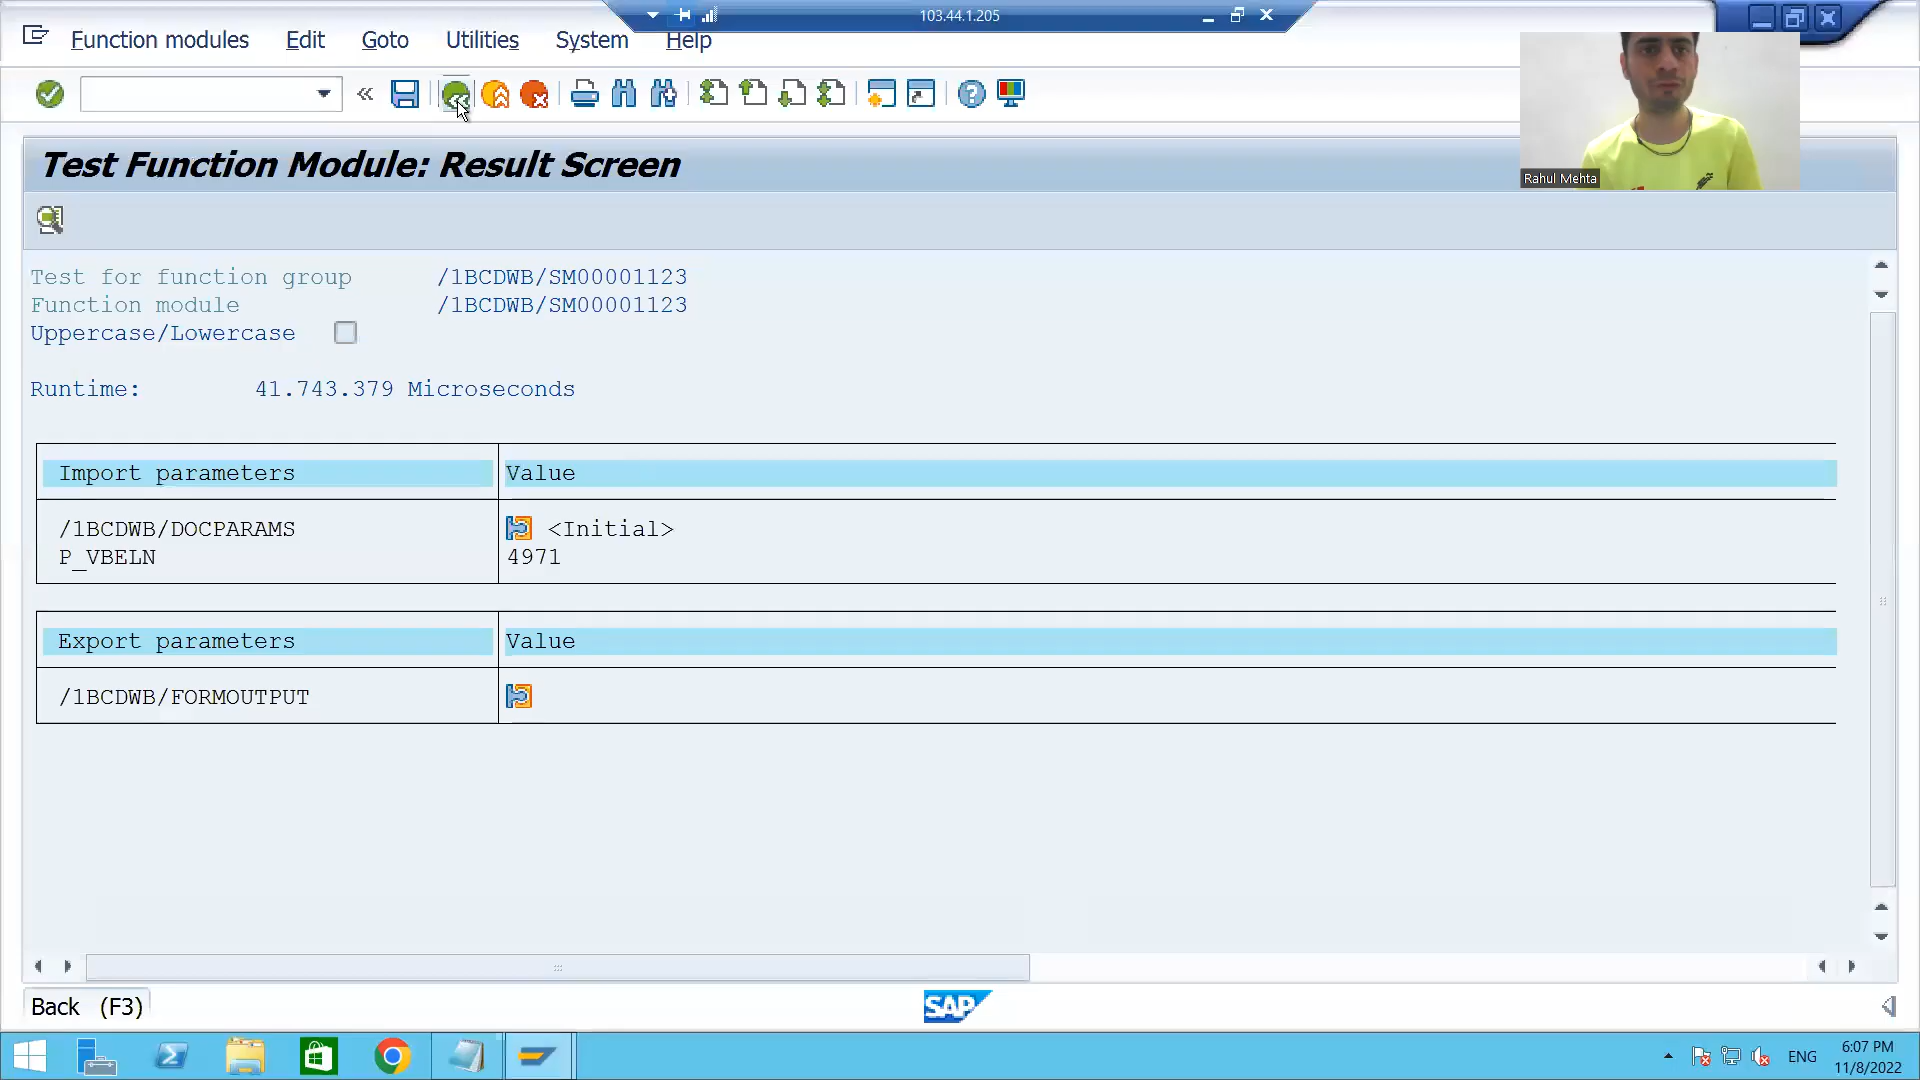 103.44.1.205
Function modules Edit Goto Utilities System Help
Rahul Mehta
Test Function Module: Result Screen
Test for function group /1BCDWB/SM00001123
Function module /1BCDWB/SM00001123
Uppercase/Lowercase
Runtime: 41.743.379 Microseconds
Import parameters Value
/1BCDWB/DOCPARAMS <Initial>
P_VBELN 4971
Export parameters Value
/1BCDWB/FORMOUTPUT
Back (F3)
SAP
ENG
6:07 PM
11/8/2022